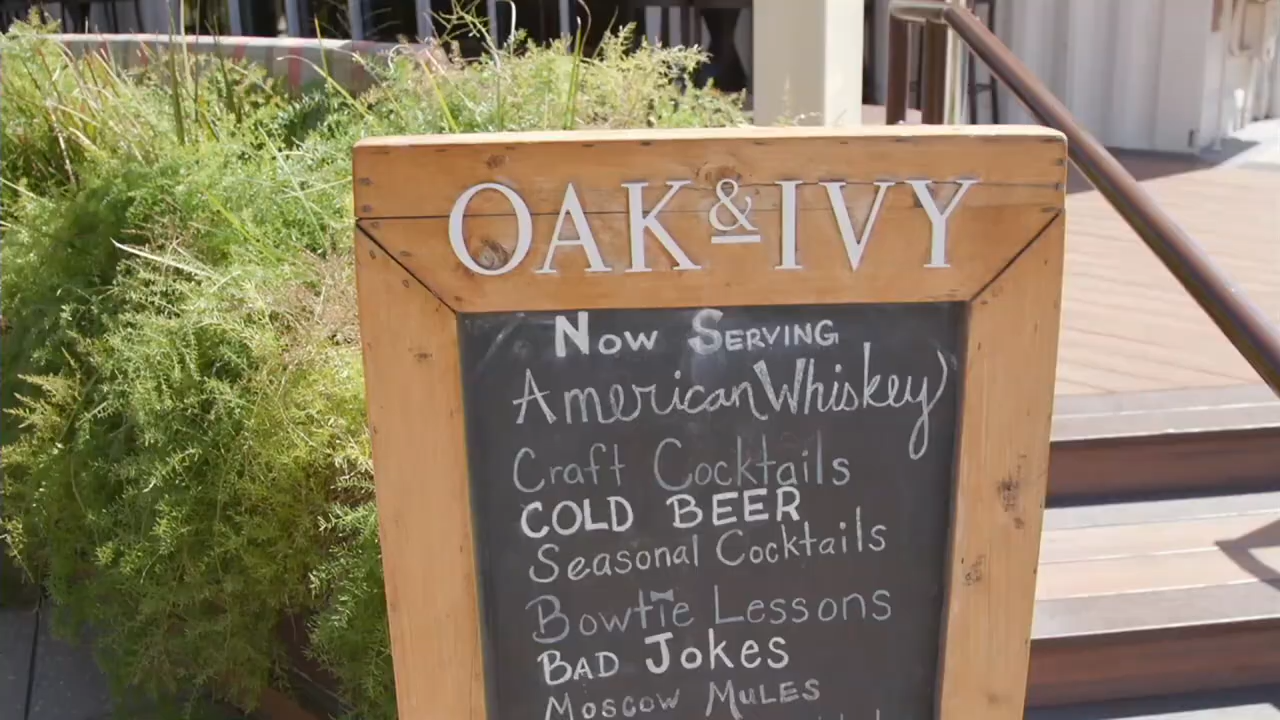 OAK & IVY
Now Serving
American Whiskey
Craft Cocktails
COLD BEER
Seasonal Cocktails
Bowtie Lessons
BAD Jokes
Moscow Mules